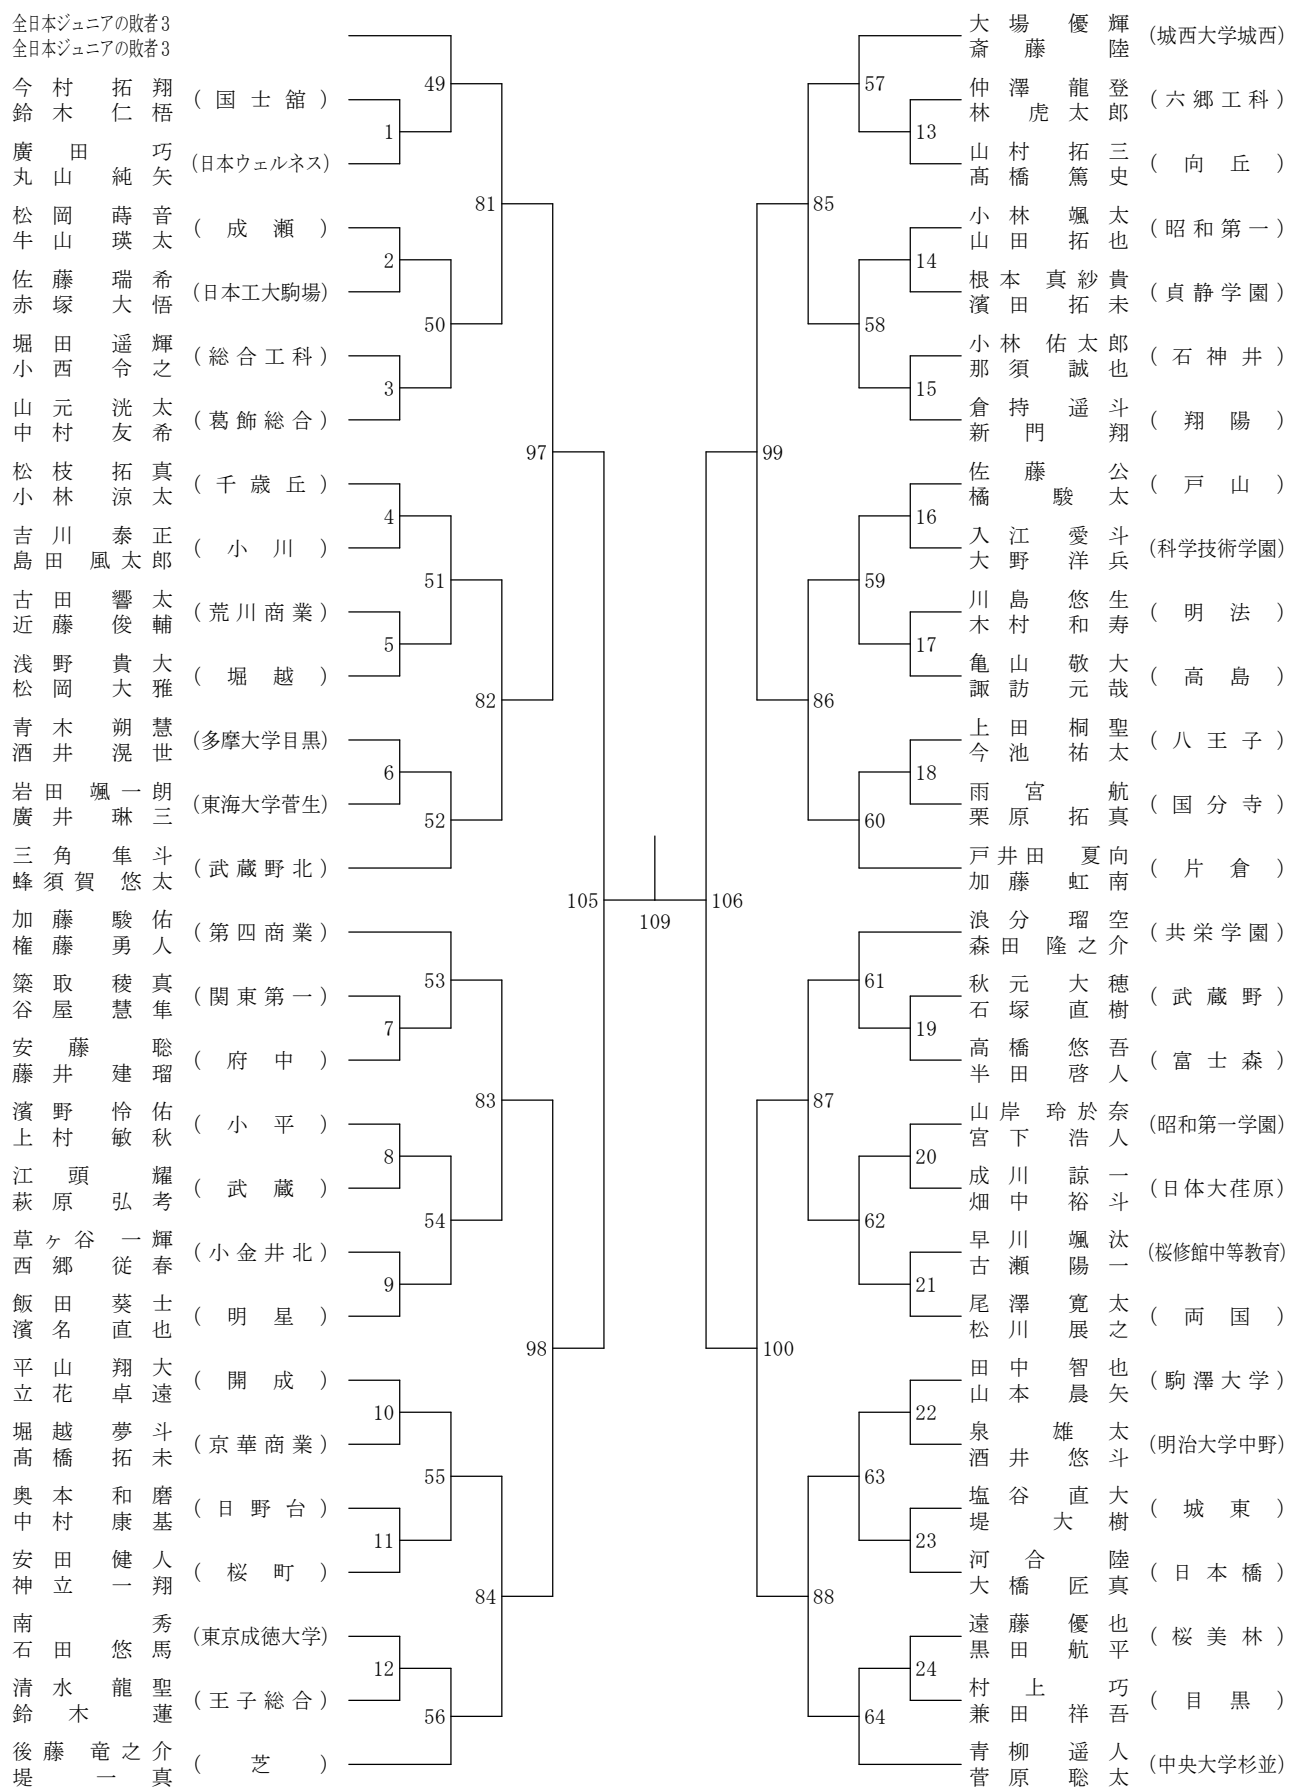 全日本ジュニアの敗者3
全日本ジュニアの敗者3
今村拓翔
鈴木仁梧
(国士舘)
廣田巧
丸山純矢
(日本ウェルネス)
松岡蒔音
牛山瑛太
(成瀬)
佐藤瑞希
赤塚大悟
(日本工大駒場)
堀田遥輝
小西令之
(総合工科)
山元洸太
中村友希
(葛飾総合)
松枝拓真
小林涼太
(千歳丘)
吉川泰正
島田風太郎
(小川)
古田響太
近藤俊輔
(荒川商業)
浅野貴大
松岡大雅
(堀越)
青木朔慧
酒井滉世
(多摩大学目黒)
岩田颯一朗
廣井琳三
(東海大学菅生)
三角隼斗
蜂須賀悠太
(武蔵野北)
加藤駿佑
権藤勇人
(第四商業)
簗取稜真
谷屋慧隼
(関東第一)
安藤聡
藤井建瑠
(府中)
濱野怜佑
上村敏秋
(小平)
江頭耀
萩原弘考
(武蔵)
草ヶ谷一輝
西郷従春
(小金井北)
飯田葵士
濱名直也
(明星)
平山翔大
立花卓遠
(開成)
堀越夢斗
髙橋拓未
(京華商業)
奥本和磨
中村康基
(日野台)
安田健人
神立一翔
(桜町)
南秀
石田悠馬
(東京成徳大学)
清水龍聖
鈴木蓮
(王子総合)
後藤竜之介
堤一真
(芝)
49
1
81
2
50
3
97
4
51
5
82
6
52
105
53
7
83
8
54
9
98
10
55
11
84
12
56
109
57
13
85
14
58
15
99
16
59
17
86
18
60
106
61
19
87
20
62
21
100
22
63
23
88
24
64
大場優輝
斎藤陸
(城西大学城西)
仲澤龍登
林虎太郎
(六郷工科)
山村拓三
髙橋篤史
(向丘)
小林颯太
山田拓也
(昭和第一)
根本真紗貴
濱田拓未
(貞静学園)
小林佑太郎
那須誠也
(石神井)
倉持遥斗
新門翔
(翔陽)
佐藤公
橘駿太
(戸山)
入江愛斗
大野洋兵
(科学技術学園)
川島悠生
木村和寿
(明法)
亀山敬大
諏訪元哉
(高島)
上田桐聖
今池祐太
(八王子)
雨宮航
栗原拓真
(国分寺)
戸井田夏向
加藤虹南
(片倉)
浪分瑠空
森田隆之介
(共栄学園)
秋元大穂
石塚直樹
(武蔵野)
高橋悠吾
半田啓人
(富士森)
山岸玲於奈
宮下浩人
(昭和第一学園)
成川諒一
畑中裕斗
(日体大荏原)
早川颯汰
古瀬陽一
(桜修館中等教育)
尾澤寛太
松川展之
(両国)
田中智也
山本晨矢
(駒澤大学)
泉雄太
酒井悠斗
(明治大学中野)
塩谷直大
堤大樹
(城東)
河合陸
大橋匠真
(日本橋)
遠藤優也
黒田航平
(桜美林)
村上巧
兼田祥吾
(目黒)
青柳遥人
菅原聡太
(中央大学杉並)